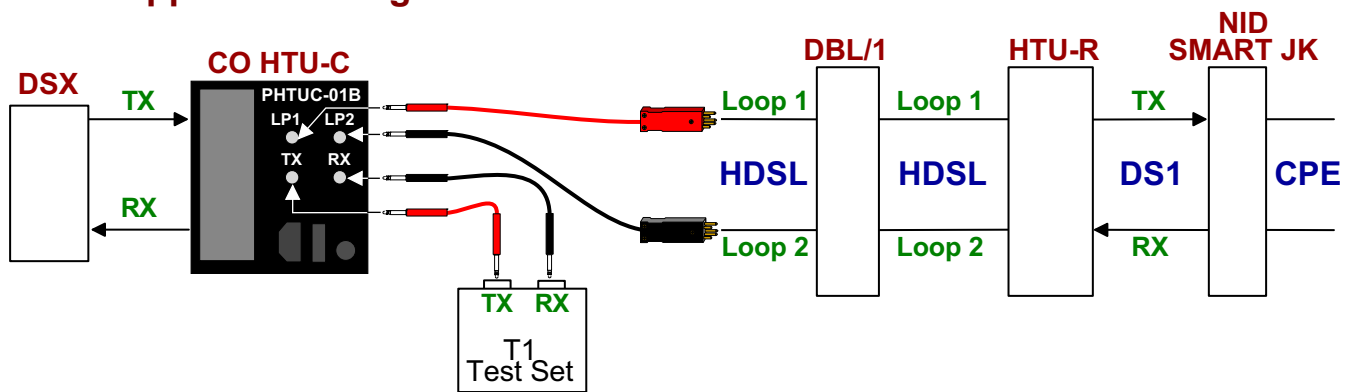 DSX
TX
RX
CO HTU-C
PHTUC-01B
LP1 LP2
TX RX
TX RX
T1
Test Set
DBL/1
HTU-R
NID
SMART JK
Loop 1
Loop 1
TX
HDSL
HDSL
DS1
CPE
Loop 2
Loop 2
RX